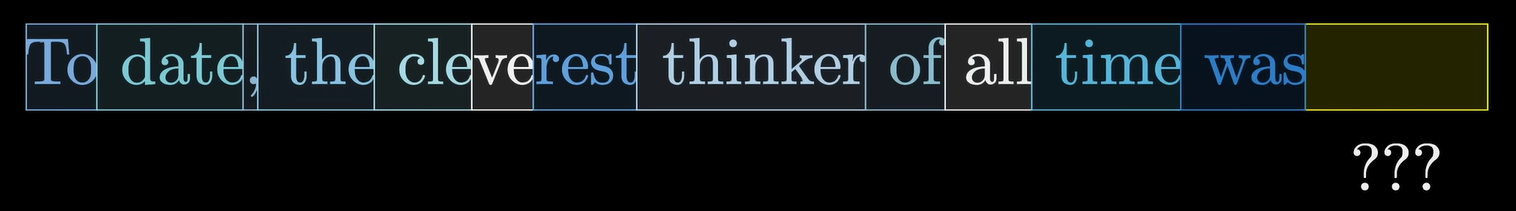 To date, the cleverest thinker of all time was
???